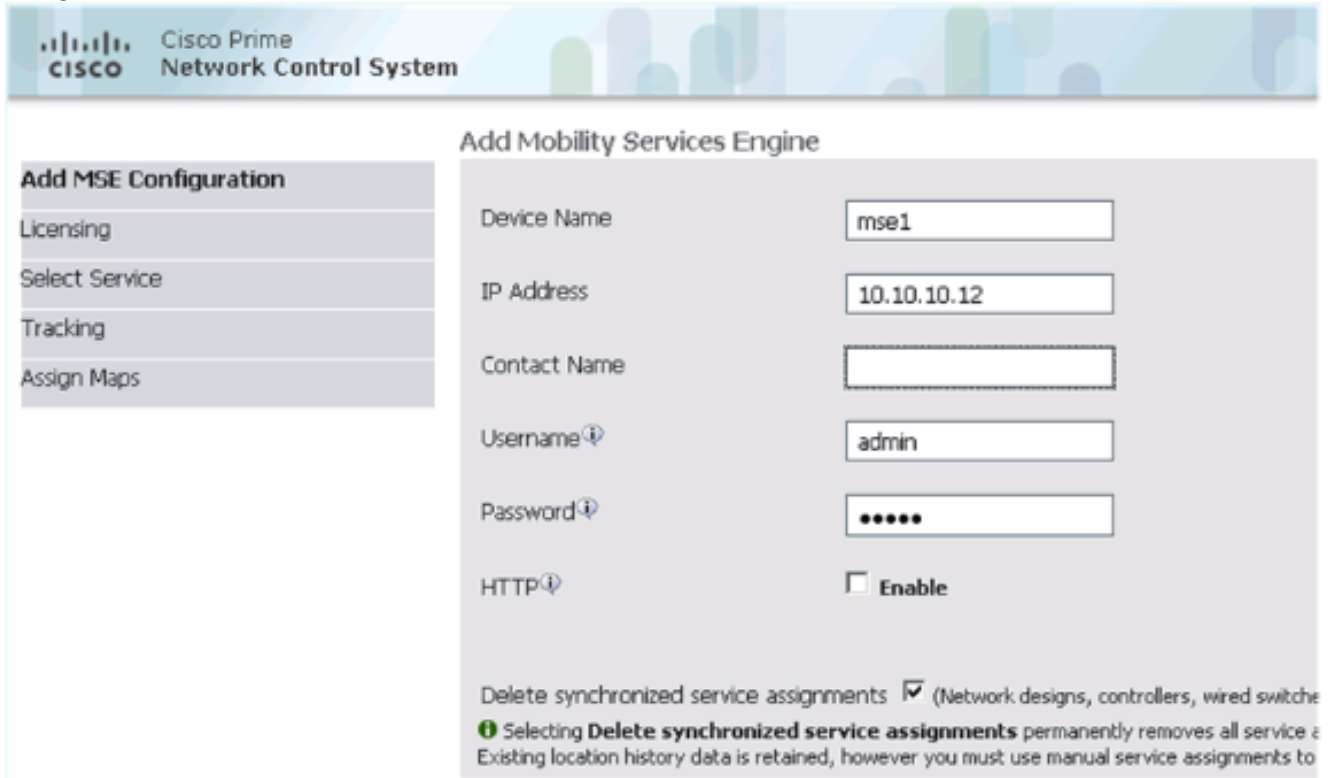 Cisco Prime
CISCO Network Control System
Add Mobility Services Engine
Add MSE Configuration
Licensing
Select Service
Tracking
Assign Maps
Device Name mse1
IP Address 10.10.10.12
Contact Name
Username admin
Password •••••
HTTP Enable
Delete synchronized service assignments (Network designs, controllers, wired
Selecting Delete synchronized service assignments permanently removes all service
Existing location history data is retained, however you must use manual service assignments to